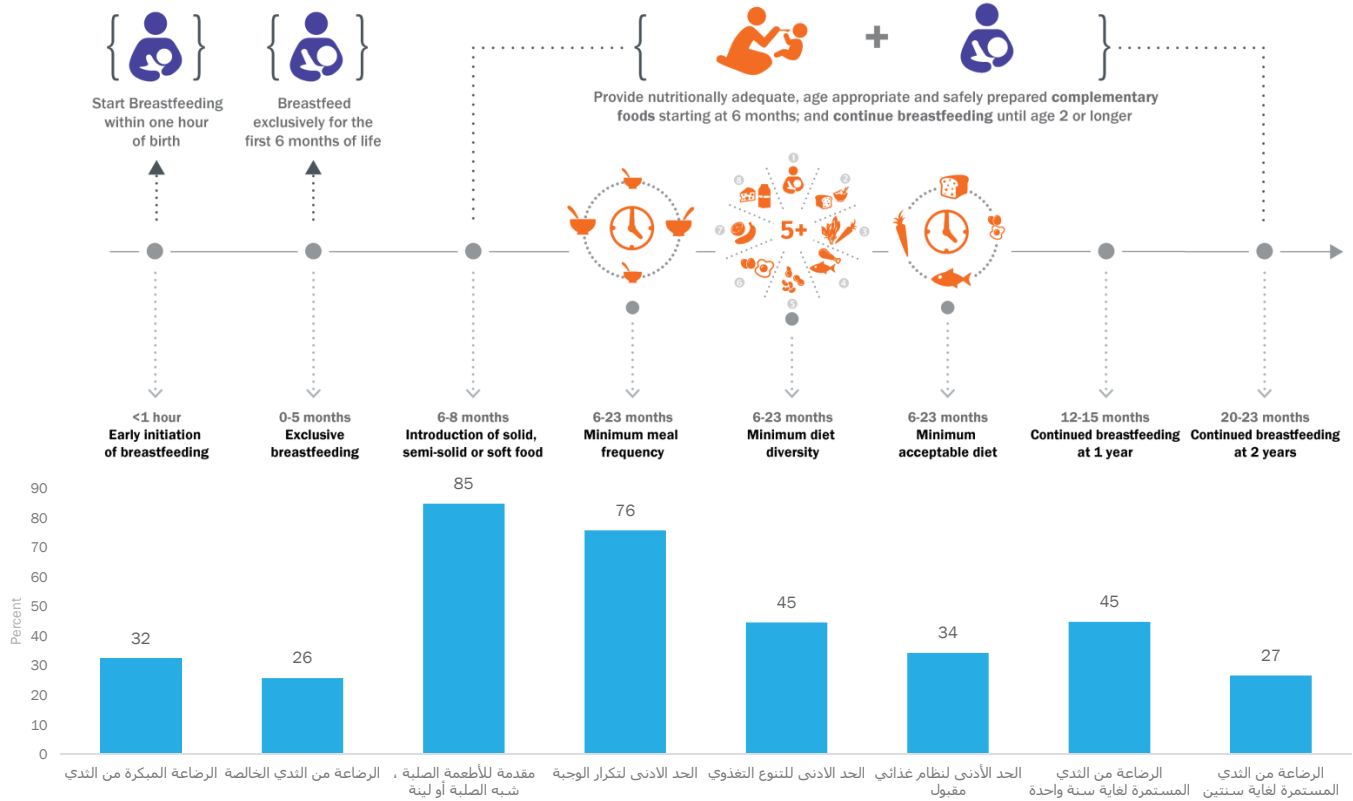 Start Breastfeeding
within one hour
of birth
Breastfeed
exclusively for the
first 6 months of life
+
Provide nutritionally adequate, age appropriate and safely prepared complementary
foods starting at 6 months; and continue breastfeeding until age 2 or longer
1
2
3
4
5
6
7
8
5+
<1 hour
Early initiation
of breastfeeding
0-5 months
Exclusive
breastfeeding
6-8 months
Introduction of solid,
semi-solid or soft food
6-23 months
Minimum meal
frequency
6-23 months
Minimum diet
diversity
6-23 months
Minimum
acceptable diet
12-15 months
Continued breastfeeding
at 1 year
20-23 months
Continued breastfeeding
at 2 years
Percent
90
80
70
60
50
40
30
20
10
0
32
26
85
76
45
34
45
27
الرضاعة المبكرة من الثدي
الرضاعة من الثدي الخالصة
مقدمة للأطعمة الصلبة ،
شبه الصلبة أو لينة
الحد الادنى لتكرار الوجبة
الحد الادنى للتنوع التغذوي
الحد الأدنى لنظام غذائي
مقبول
الرضاعة من الثدي
المستمرة لغاية سنة واحدة
الرضاعة من الثدي
المستمرة لغاية سنتين